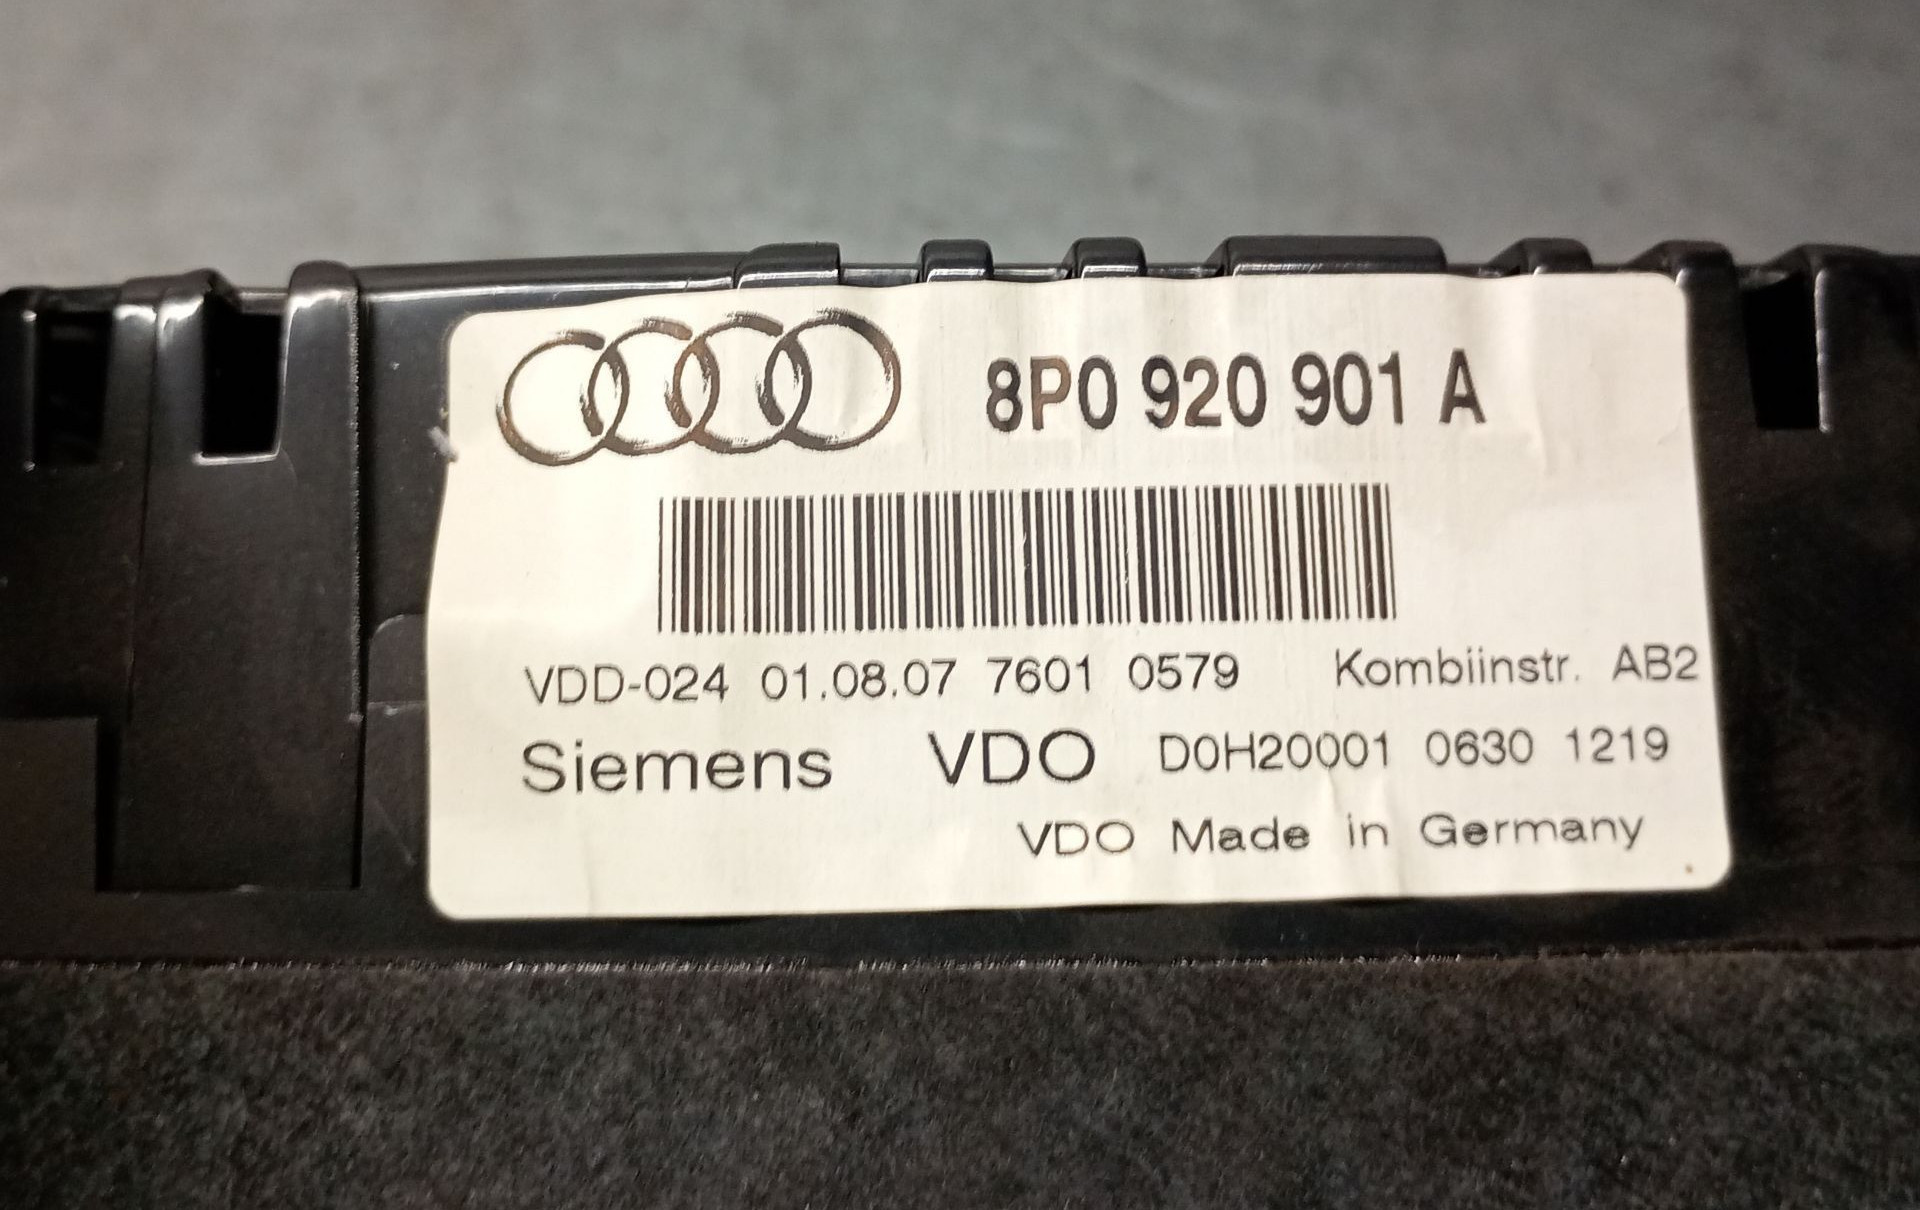 8P0 920 901 A
VDD-024 01.08.07 7601 0579 Kombiinstr. AB2
Siemens VDO D0H20001 0630 1219
VDO Made in Germany